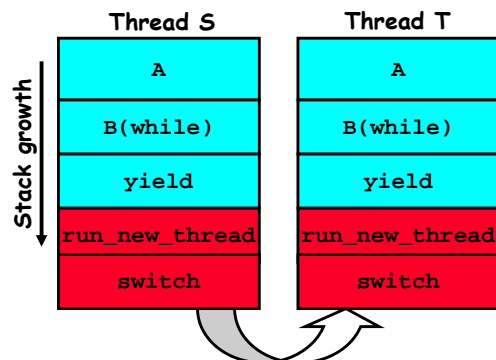 Thread S
Thread T
Stack growth
A
A
B(while)
B(while)
yield
yield
run_new_thread
run_new_thread
switch
switch